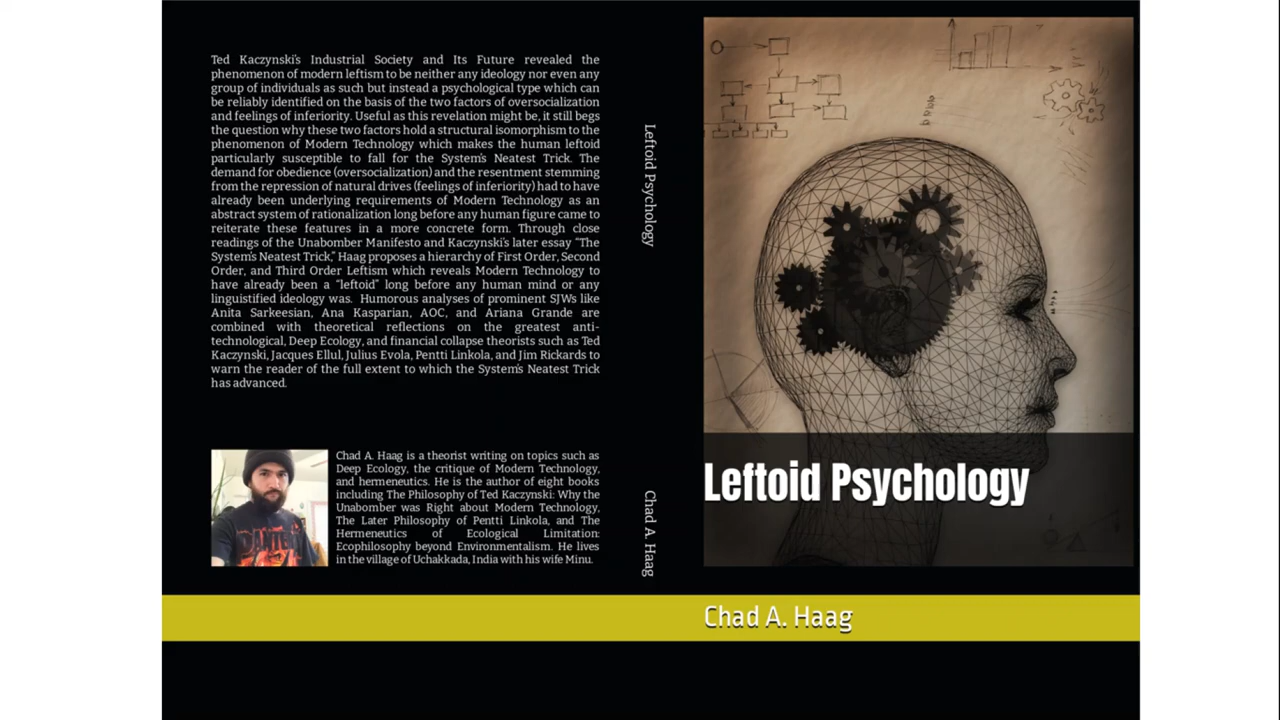 Ted Kaczynski's Industrial Society and Its Future revealed the
phenomenon of modern leftism to be neither any ideology nor even any
group of individuals as such but instead a psychological type which can
be reliably identified on the basis of the two factors of oversocialization
and feelings of inferiority. Useful as this revelation might be, it still begs
the question why these two factors hold a structural isomorphism to the
phenomenon of Modern Technology which makes the human leftoid
particularly susceptible to fall for the System's Neatest Trick. The
demand for obedience (oversocialization) and the resentment stemming
from the repression of natural drives (feelings of inferiority) had to have
already been underlying requirements of Modern Technology as an
abstract system of rationalization long before any human figure came to
reiterate these features in a more concrete form. Through close
readings of the Unabomber Manifesto and Kaczynski's later essay “The
System's Neatest Trick,” Haag proposes a hierarchy of First Order, Second
Order, and Third Order Leftism which reveals Modern Technology to
have already been a “leftoid” long before any human mind or any
linguistified ideology was. Humorous analyses of prominent SJWs like
Anita Sarkeesian, Ana Kasparian, AOC, and Ariana Grande are
combined with theoretical reflections on the greatest anti-
technological, Deep Ecology, and financial collapse theorists such as Ted
Kaczynski, Jacques Ellul, Julius Evola, Pentti Linkola, and Jim Rickards to
warn the reader of the full extent to which the System's Neatest Trick
has advanced.
Chad A. Haag is a theorist writing on topics such as
Deep Ecology, the critique of Modern Technology,
and hermeneutics. He is the author of eight books
including The Philosophy of Ted Kaczynski: Why the
Unabomber was Right about Modern Technology,
The Later Philosophy of Pentti Linkola, and The
Hermeneutics of Ecological Limitation:
Ecophilosophy beyond Environmentalism. He lives
in the village of Uchakkada, India with his wife Minu.
Leftoid Psychology
Chad A. Haag
Leftoid Psychology
Chad A. Haag